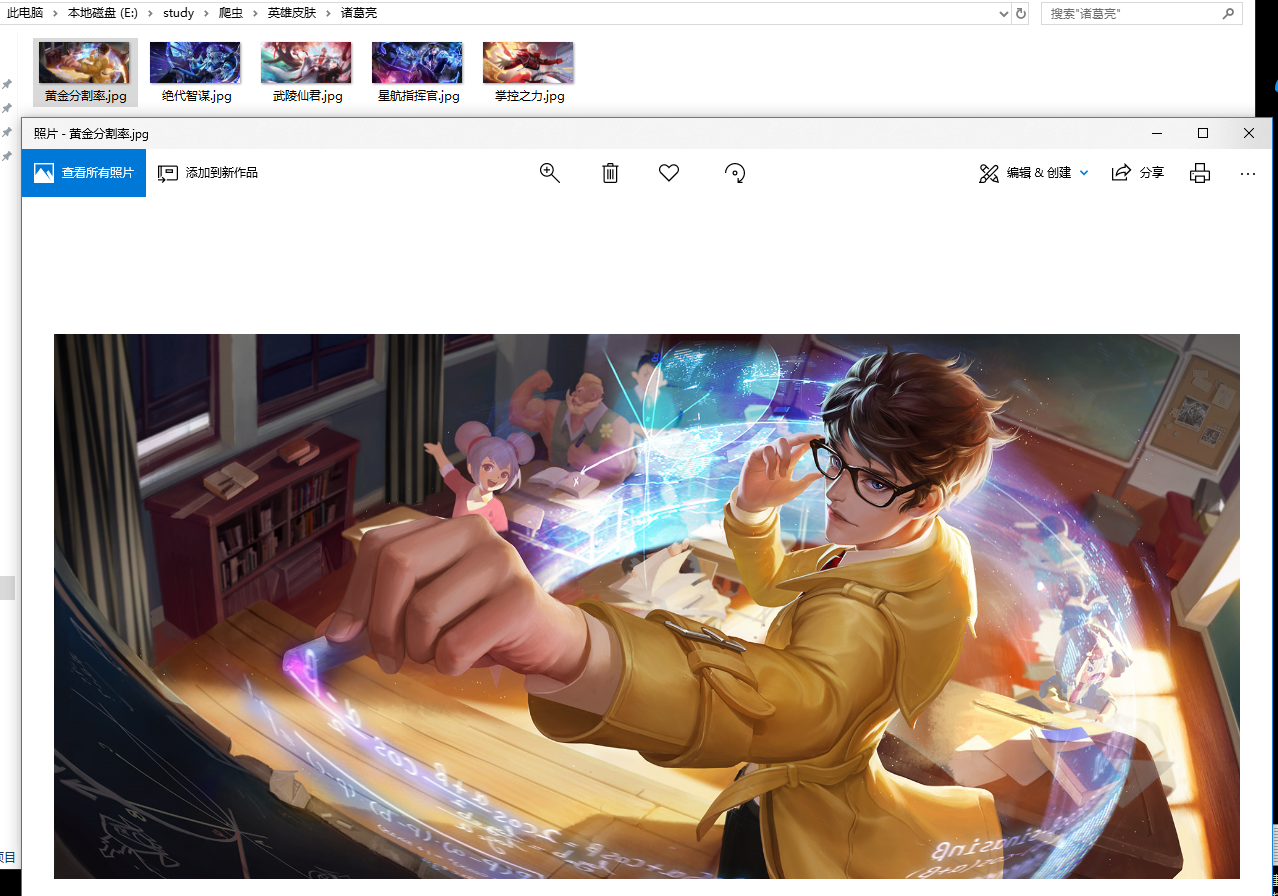 此电脑 › 本地磁盘 (E:) › study › 爬虫 › 英雄皮肤 › 诸葛亮
搜索"诸葛亮"
黄金分割率.jpg
绝代智谋.jpg
武陵仙君.jpg
星航指挥官.jpg
掌控之力.jpg
照片 - 黄金分割率.jpg
查看所有照片
添加到新作品
编辑 & 创建
分享